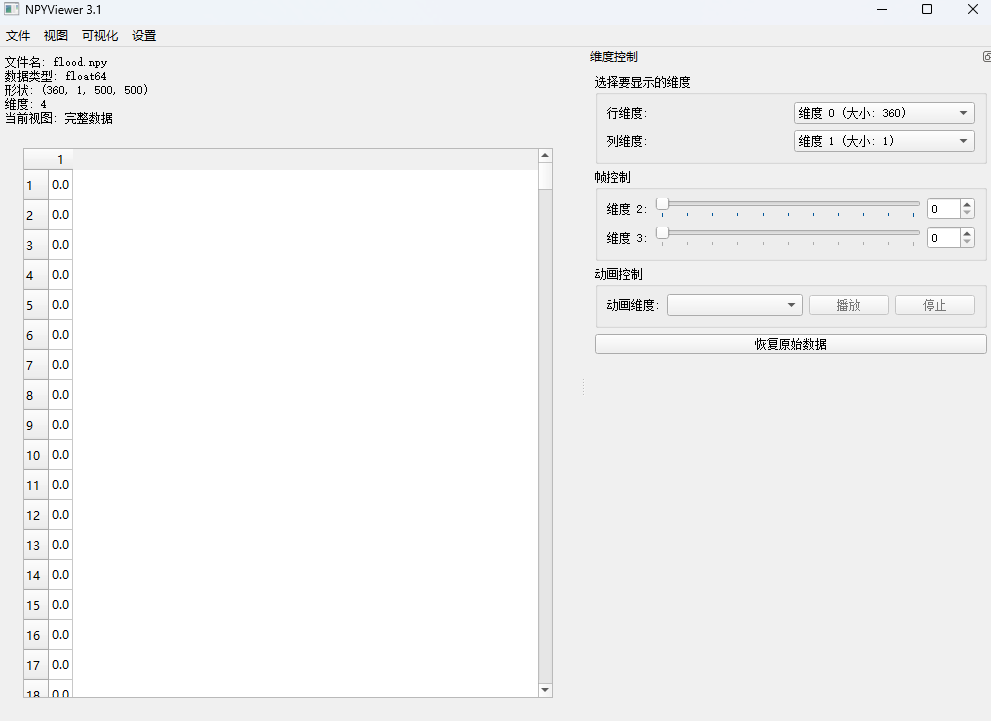 NPYViewer 3.1
文件 视图 可视化 设置
文件名: flood.npy
数据类型: float64
形状: (360, 1, 500, 500)
维度: 4
当前视图: 完整数据
1
1 0.0
2 0.0
3 0.0
4 0.0
5 0.0
6 0.0
7 0.0
8 0.0
9 0.0
10 0.0
11 0.0
12 0.0
13 0.0
14 0.0
15 0.0
16 0.0
17 0.0
18 0.0
维度控制
选择要显示的维度
行维度: 维度 0 (大小: 360)
列维度: 维度 1 (大小: 1)
帧控制
维度 2: 0
维度 3: 0
动画控制
动画维度: 播放 停止
恢复原始数据